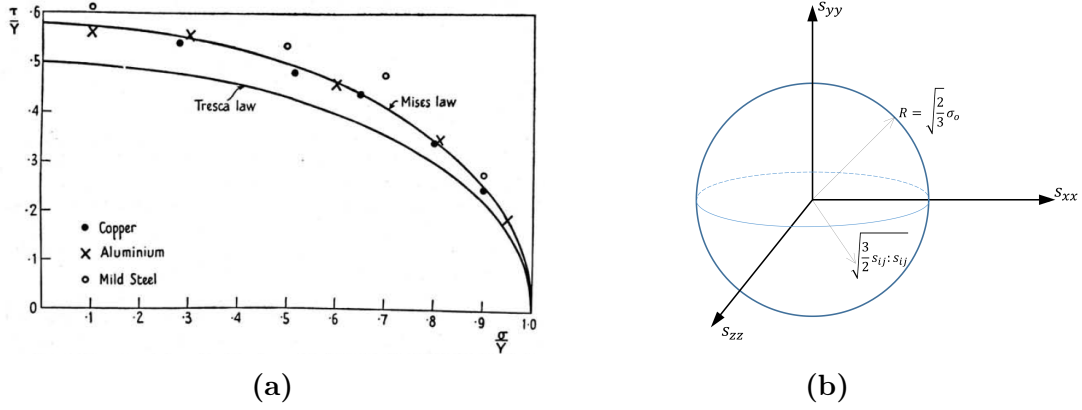 τ/Y
·6
·5
·4
·3
·2
·1
0
Tresca law
Mises law
● Copper
× Aluminium
○ Mild Steel
·1 ·2 ·3 ·4 ·5 ·6 ·7 ·8 ·9 1·0
σ/Y
(a)
S_yy
R = √(2/3) σ_o
S_xx
√(3/2 s_ij : s_ij)
S_zz
(b)